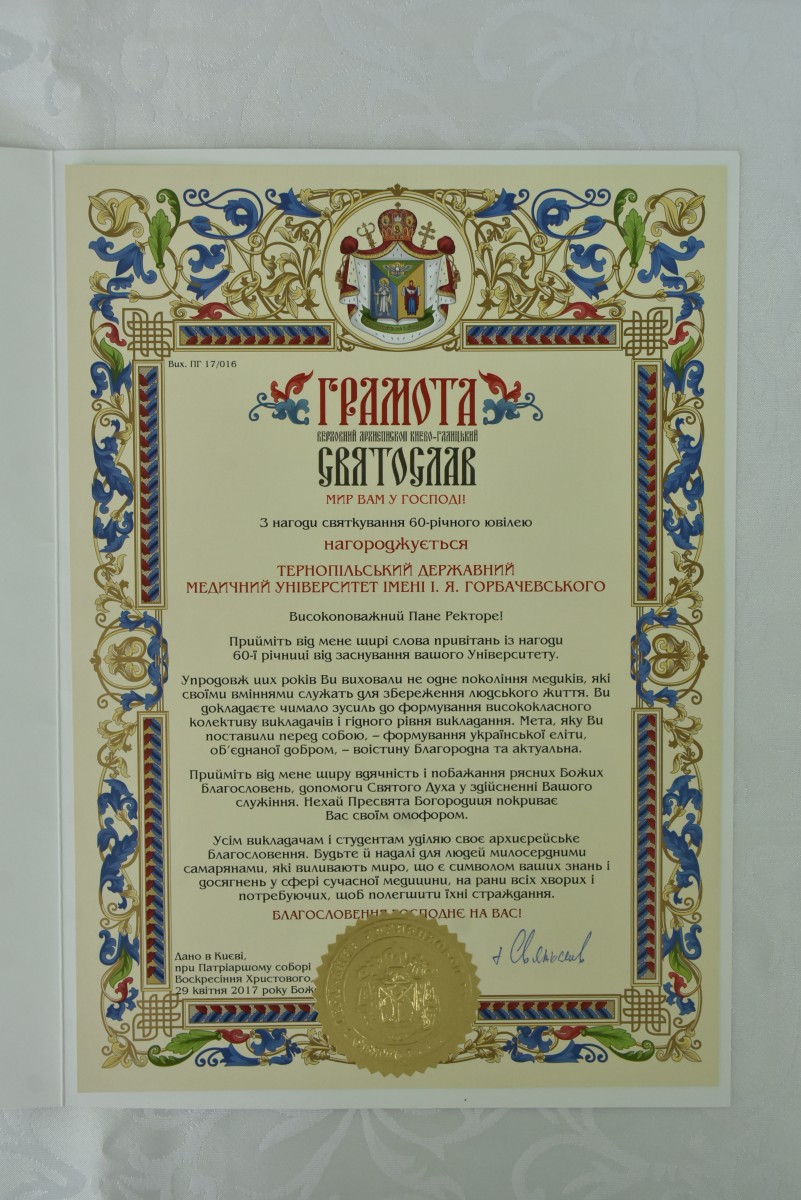 Вих. ПГ 17/016
ГРАМОТА
ВЕРХОВНИЙ АРХИЄПИСКОП КИЄВО-ГАЛИЦЬКИЙ
СВЯТОСЛАВ
МИР ВАМ У ГОСПОДІ!
З нагоди святкування 60-річного ювілею
нагороджується
ТЕРНОПІЛЬСЬКИЙ ДЕРЖАВНИЙ
МЕДИЧНИЙ УНІВЕРСИТЕТ ІМЕНІ І. Я. ГОРБАЧЕВСЬКОГО
Високоповажний Пане Ректоре!
Прийміть від мене щирі слова привітань із нагоди
60-ї річниці від заснування вашого Університету.
Упродовж цих років Ви виховали не одне покоління медиків, які
своїми вміннями служать для збереження людського життя. Ви
докладаєте чимало зусиль до формування висококласного
колективу викладачів і гідного рівня викладання. Мета, яку Ви
поставили перед собою, – формування української еліти,
об'єднаної добром, – воістину благородна та актуальна.
Прийміть від мене щиру вдячність і побажання рясних Божих
Благословень, допомоги Святого Духа у здійсненні Вашого
служіння. Нехай Пресвята Богородиця покриває
Вас своїм омофором.
Усім викладачам і студентам уділяю своє архиєрейське
Благословення. Будьте й надалі для людей милосердними
самарянами, які виливають миро, що є символом ваших знань і
досягнень у сфері сучасної медицини, на рани всіх хворих і
потребуючих, щоб полегшити їхні страждання.
БЛАГОСЛОВЕННЯ ГОСПОДНЄ НА ВАС!
† Святослав
Дано в Києві,
при Патріаршому соборі
Воскресіння Христового,
29 квітня 2017 року Бож